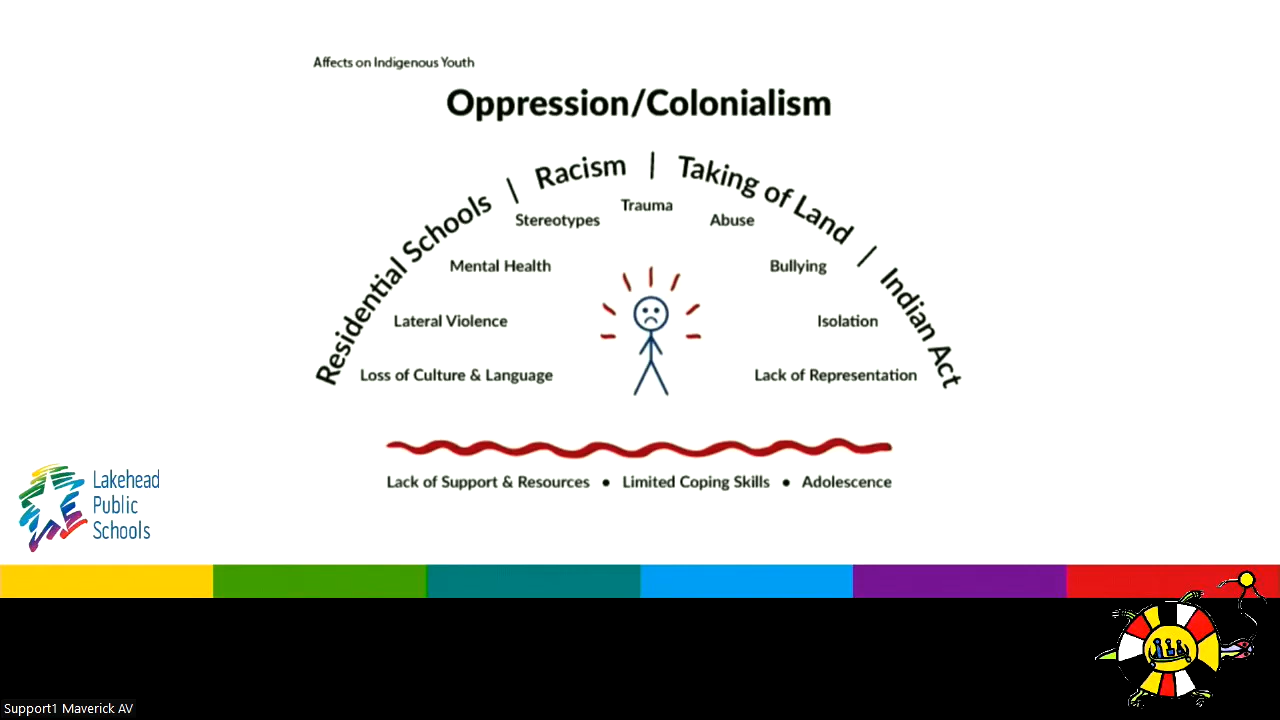 Affects on Indigenous Youth
Oppression/Colonialism
Residential Schools | Racism | Taking of Land | Indian Act
Trauma
Stereotypes
Abuse
Mental Health
Bullying
Lateral Violence
Isolation
Loss of Culture & Language
Lack of Representation
Lack of Support & Resources • Limited Coping Skills • Adolescence
Lakehead
Public
Schools
Support1 Maverick AV